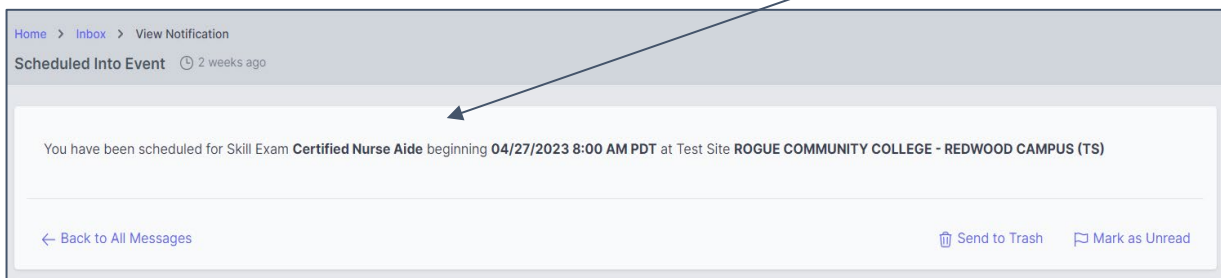 Home > Inbox > View Notification
Scheduled Into Event 2 weeks ago
You have been scheduled for Skill Exam Certified Nurse Aide beginning 04/27/2023 8:00 AM PDT at Test Site ROGUE COMMUNITY COLLEGE - REDWOOD CAMPUS (TS)
← Back to All Messages Send to Trash Mark as Unread